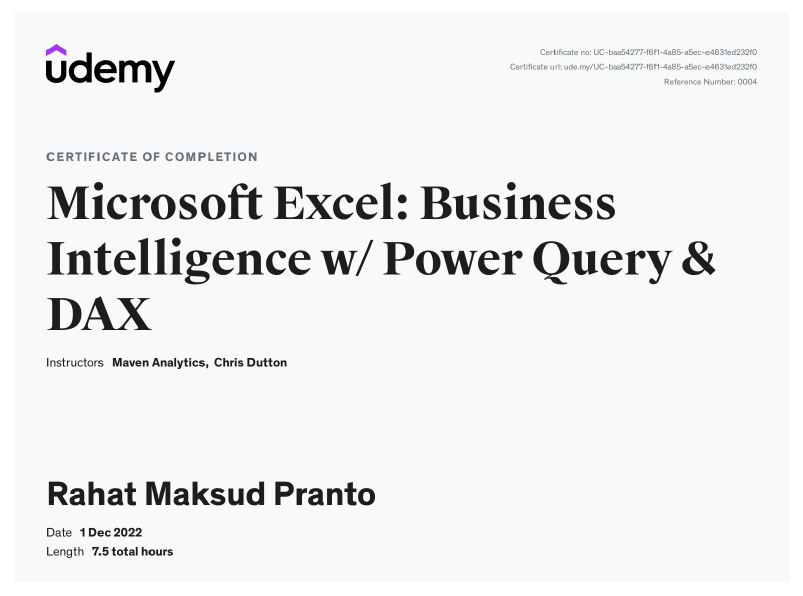 udemy
Certificate no: UC-baa54277-f6f1-4a85-a5ec-e4631ed232f0
Certificate url: ude.my/UC-baa54277-f6f1-4a85-a5ec-e4631ed232f0
Reference Number: 0004
CERTIFICATE OF COMPLETION
Microsoft Excel: Business
Intelligence w/ Power Query &
DAX
Instructors Maven Analytics, Chris Dutton
Rahat Maksud Pranto
Date 1 Dec 2022
Length 7.5 total hours